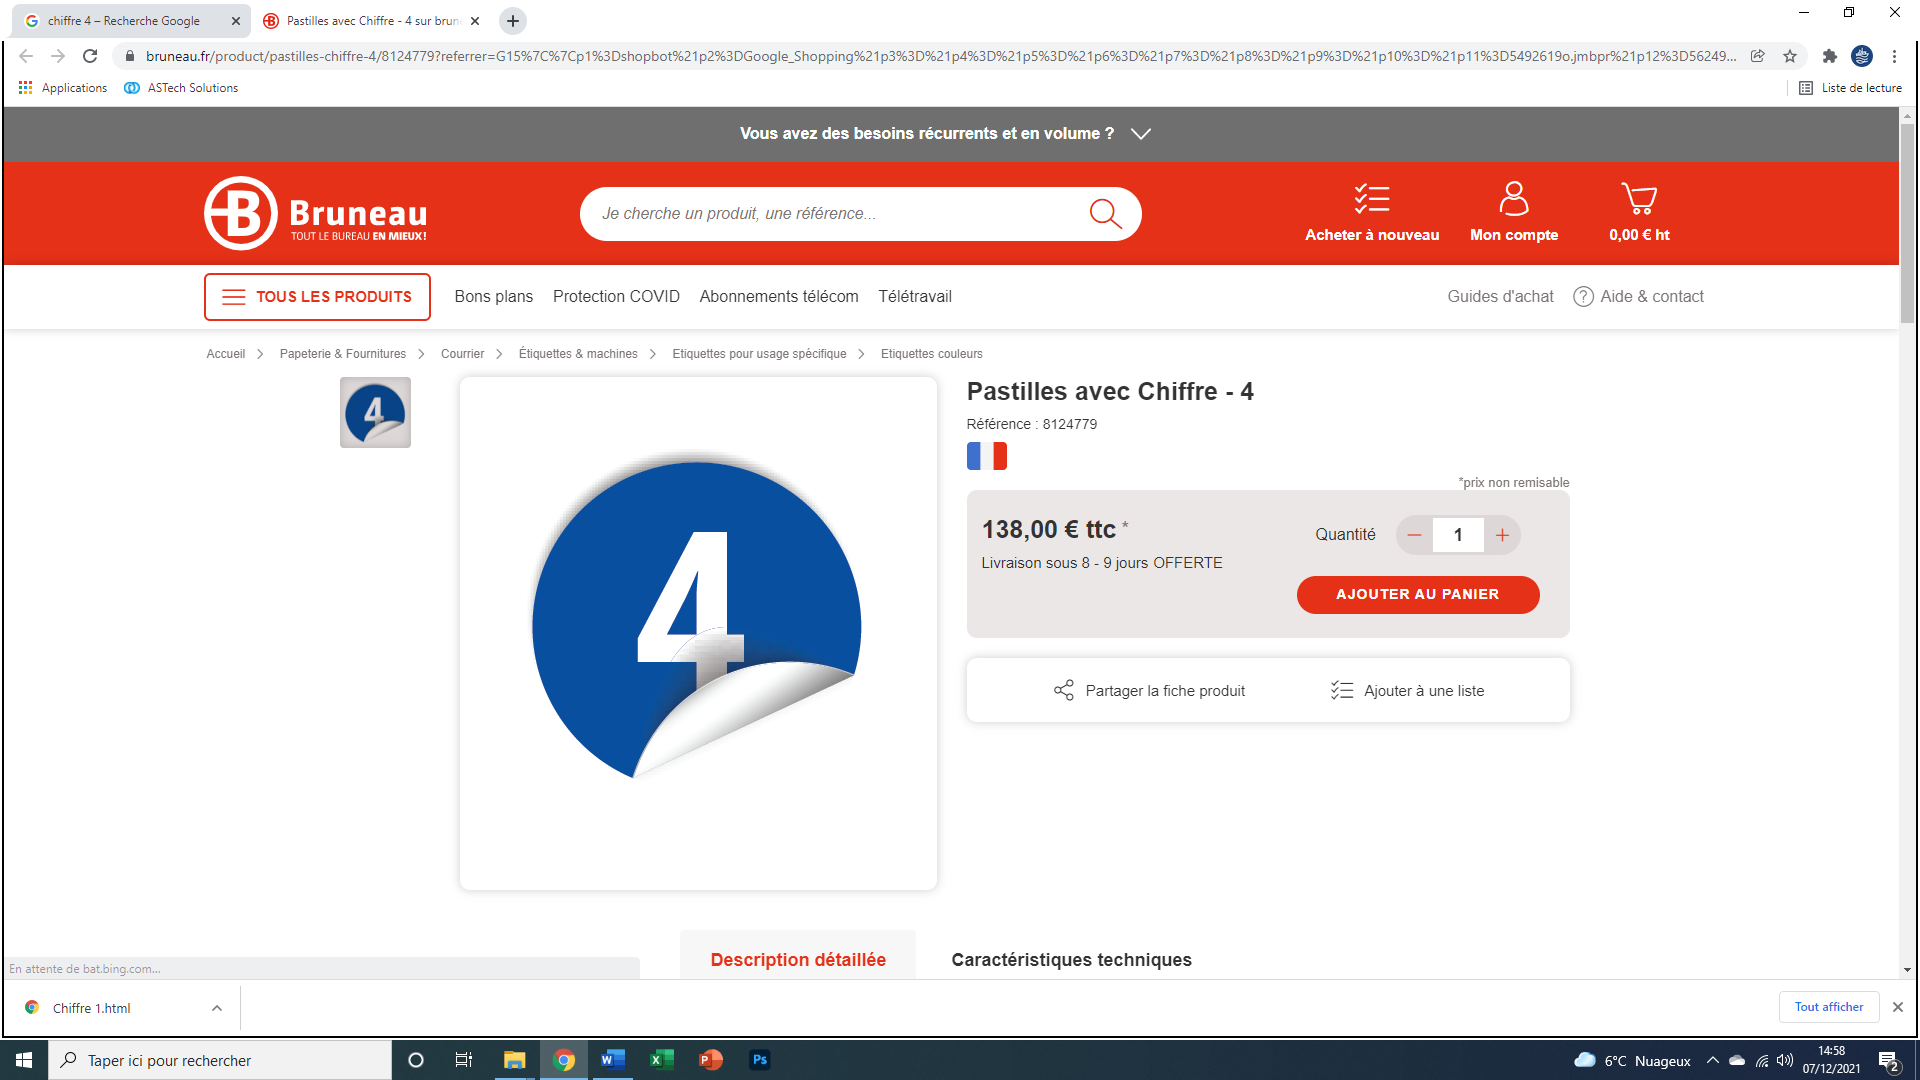 chiffre 4 – Recherche Google
Pastilles avec Chiffre - 4 sur brun
bruneau.fr/product/pastilles-chiffre-4/8124779?referrer=G15%7C%7Cp1%3Dshopbot%21p2%3DGoogle_Shopping%21p3%3D%21p4%3D%21p5%3D%21p6%3D%21p7%3D%21p8%3D%21p9%3D%21p10%3D%21p11%3D5492619o.jmbpr%21p12%3D56249...
Applications
ASTech Solutions
Liste de lecture
Vous avez des besoins récurrents et en volume ?
B Bruneau
TOUT LE BUREAU EN MIEUX!
Je cherche un produit, une référence...
Acheter à nouveau
Mon compte
0,00 € ht
TOUS LES PRODUITS
Bons plans
Protection COVID
Abonnements télécom
Télétravail
Guides d'achat
? Aide & contact
Accueil > Papeterie & Fournitures > Courrier > Étiquettes & machines > Etiquettes pour usage spécifique > Etiquettes couleurs
4
4
Pastilles avec Chiffre - 4
Référence : 8124779
*prix non remisable
138,00 € ttc *
Livraison sous 8 - 9 jours OFFERTE
Quantité
− 1 +
AJOUTER AU PANIER
Partager la fiche produit
Ajouter à une liste
Description détaillée
Caractéristiques techniques
En attente de bat.bing.com...
Chiffre 1.html
Tout afficher
Taper ici pour rechercher
W
X
P
Ps
6°C Nuageux
14:58
07/12/2021
2